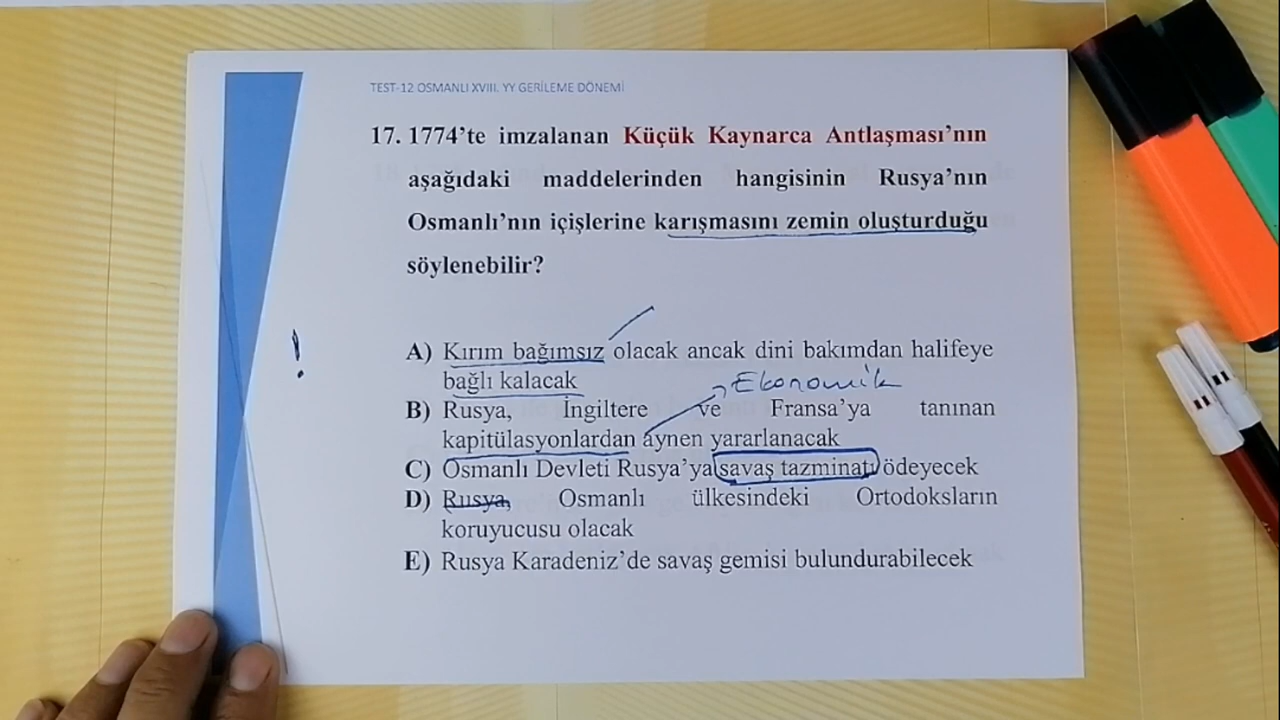 TEST-12 OSMANLI XVIII. YY GERİLEME DÖNEMİ
17. 1774'te imzalanan Küçük Kaynarca Antlaşması'nın
aşağıdaki maddelerinden hangisinin Rusya'nın
Osmanlı'nın içişlerine karışmasını zemin oluşturduğu
söylenebilir?
!
A) Kırım bağımsız olacak ancak dini bakımdan halifeye
bağlı kalacak
Ekonomik
B) Rusya, İngiltere ve Fransa'ya tanınan
kapitülasyonlardan aynen yararlanacak
C) Osmanlı Devleti Rusya'ya savaş tazminatı ödeyecek
D) Rusya, Osmanlı ülkesindeki Ortodoksların
koruyucusu olacak
E) Rusya Karadeniz'de savaş gemisi bulundurabilecek